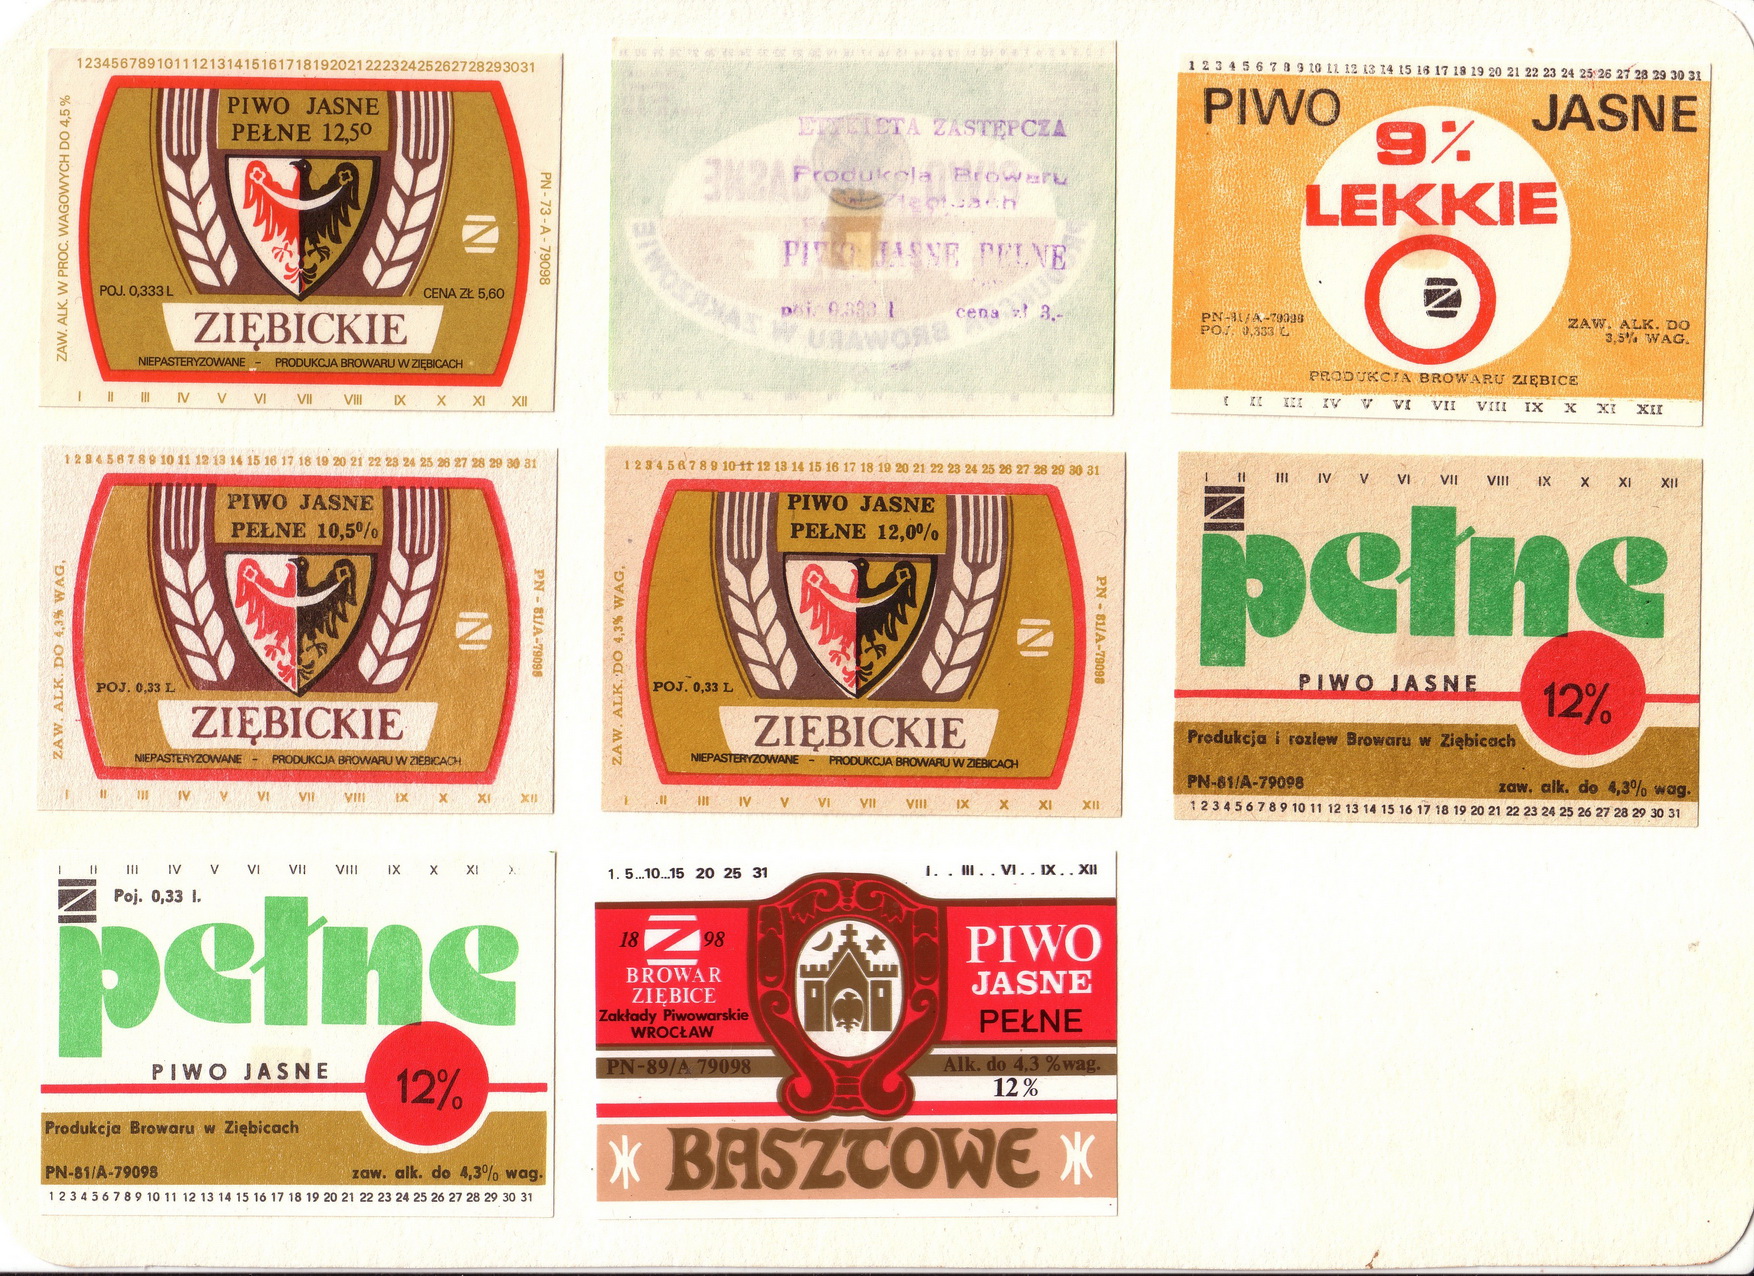 12345678910111213141516171819202122232425262728293031
PIWO JASNE
PEŁNE 12,5⁰
ZAW. ALK. W PROC. WAGOWYCH DO 4,5%
PN-73-A-79098
POJ. 0,333 L
CENA ZŁ 5,60
ZIĘBICKIE
NIEPASTERYZOWANE – PRODUKCJA BROWARU W ZIĘBICACH
I II III IV V VI VII VIII IX X XI XII
ETYKIETA ZASTĘPCZA
Produkcja Browaru
Ziębicach
PIWO JASNE PEŁNE
poj. 0.333 l cena zł 3,-
1 2 3 4 5 6 7 8 9 10 11 12 13 14 15 16 17 18 19 20 21 22 23 24 25 26 27 28 29 30 31
PIWO JASNE
9%
LEKKIE
PN-81/A-79098
POJ. 0,333 L
ZAW. ALK. DO
3,5% WAG.
PRODUKCJA BROWARU ZIĘBICE
I II III IV V VI VII VIII IX X XI XII
1 2 3 4 5 6 7 8 9 10 11 12 13 14 15 16 17 18 19 20 21 22 23 24 25 26 27 28 29 30 31
PIWO JASNE
PEŁNE 10,5%
ZAW. ALK. DO 4,3% WAG.
PN - 81/A-79098
POJ. 0,33 L
ZIĘBICKIE
NIEPASTERYZOWANE – PRODUKCJA BROWARU W ZIĘBICACH
I II III IV V VI VII VIII IX X XI XII
1 2 3 4 5 6 7 8 9 10 11 12 13 14 15 16 17 18 19 20 21 22 23 24 25 26 27 28 29 30 31
PIWO JASNE
PEŁNE 12,0%
ZAW. ALK. DO 4,3% WAG.
PN - 81/A-79098
POJ. 0,33 L
ZIĘBICKIE
NIEPASTERYZOWANE – PRODUKCJA BROWARU W ZIĘBICACH
I II III IV V VI VII VIII IX X XI XII
I II III IV V VI VII VIII IX X XI XII
pełne
PIWO JASNE
12%
Produkcja i rozlew Browaru w Ziębicach
PN-81/A-79098 zaw. alk. do 4,3% wag.
1 2 3 4 5 6 7 8 9 10 11 12 13 14 15 16 17 18 19 20 21 22 23 24 25 26 27 28 29 30 31
I II III IV V VI VII VIII IX X XI X
Poj. 0,33 l.
pełne
PIWO JASNE
12%
Produkcja Browaru w Ziębicach
PN-81/A-79098 zaw. alk. do 4,3% wag.
1 2 3 4 5 6 7 8 9 10 11 12 13 14 15 16 17 18 19 20 21 22 23 24 25 26 27 28 29 30 31
1. 5...10...15 20 25 31 I . . III . . VI . . IX . . XII
18 Z 98
BROWAR
ZIĘBICE
Zakłady Piwowarskie
WROCŁAW
PIWO
JASNE
PEŁNE
PN-89/A 79098
Alk. do 4,3 % wag.
12%
BASZTOWE